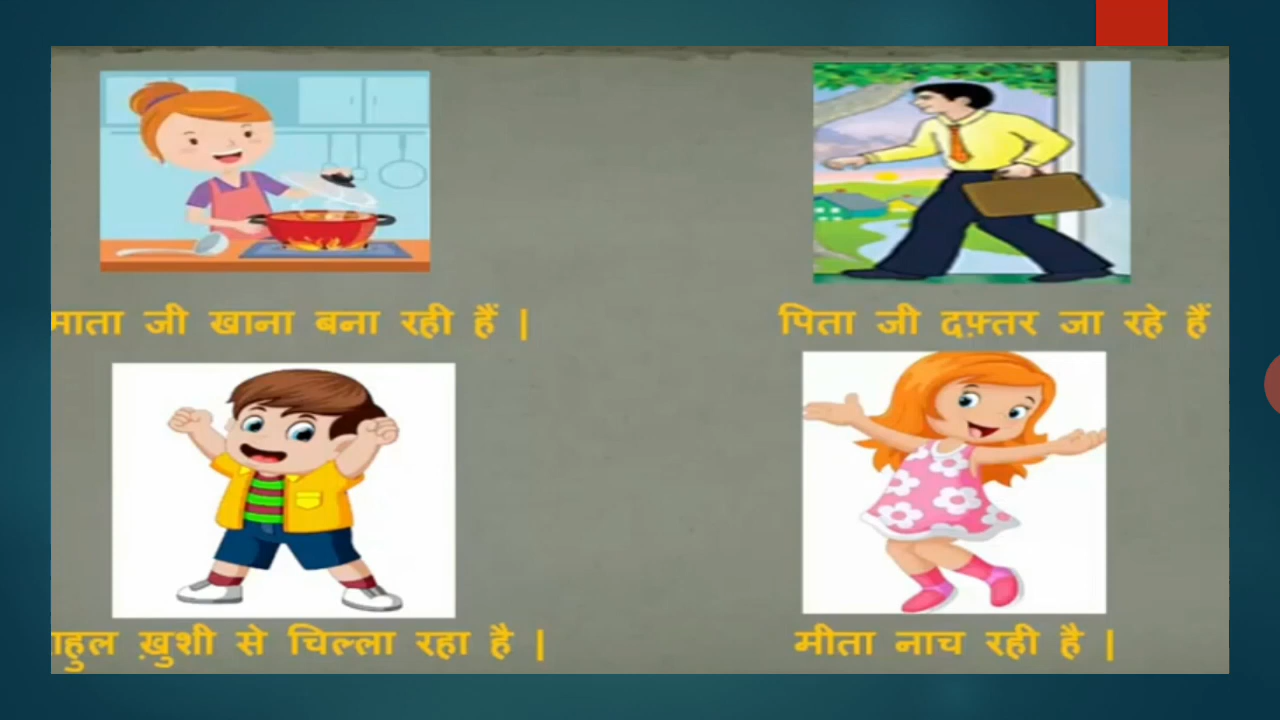 माता जी खाना बना रही हैं |
पिता जी दफ़्तर जा रहे हैं
राहुल ख़ुशी से चिल्ला रहा है |
मीता नाच रही है |